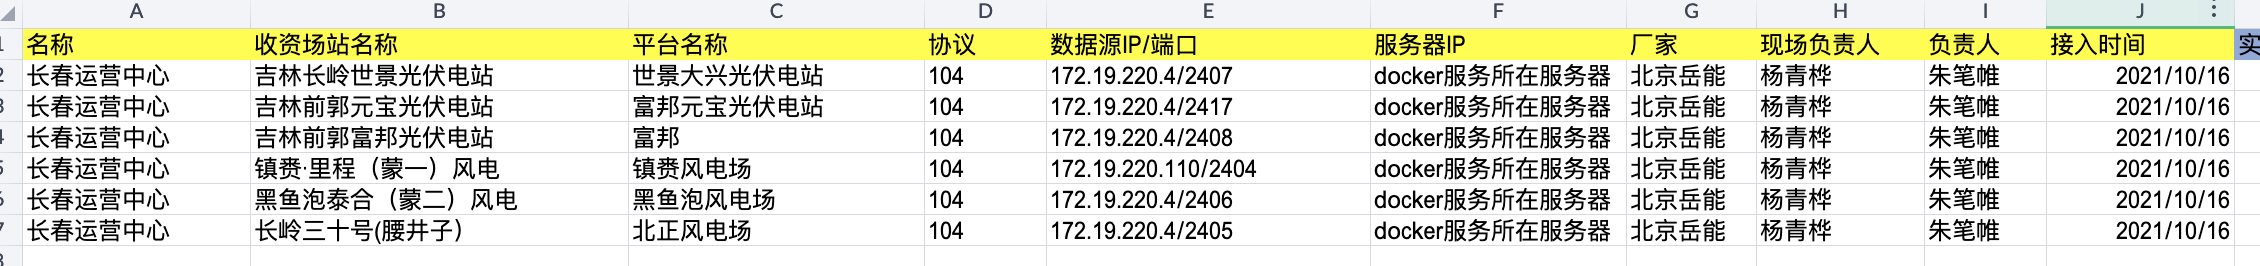 A B C D E F G H I J
1 名称 收资场站名称 平台名称 协议 数据源IP/端口 服务器IP 厂家 现场负责人 负责人 接入时间 实
2 长春运营中心 吉林长岭世景光伏电站 世景大兴光伏电站 104 172.19.220.4/2407 docker服务所在服务器 北京岳能 杨青桦 朱笔帷 2021/10/16
3 长春运营中心 吉林前郭元宝光伏电站 富邦元宝光伏电站 104 172.19.220.4/2417 docker服务所在服务器 北京岳能 杨青桦 朱笔帷 2021/10/16
4 长春运营中心 吉林前郭富邦光伏电站 富邦 104 172.19.220.4/2408 docker服务所在服务器 北京岳能 杨青桦 朱笔帷 2021/10/16
5 长春运营中心 镇赉·里程（蒙一）风电 镇赉风电场 104 172.19.220.110/2404 docker服务所在服务器 北京岳能 杨青桦 朱笔帷 2021/10/16
6 长春运营中心 黑鱼泡泰合（蒙二）风电 黑鱼泡风电场 104 172.19.220.4/2406 docker服务所在服务器 北京岳能 杨青桦 朱笔帷 2021/10/16
7 长春运营中心 长岭三十号(腰井子） 北正风电场 104 172.19.220.4/2405 docker服务所在服务器 北京岳能 杨青桦 朱笔帷 2021/10/16
8